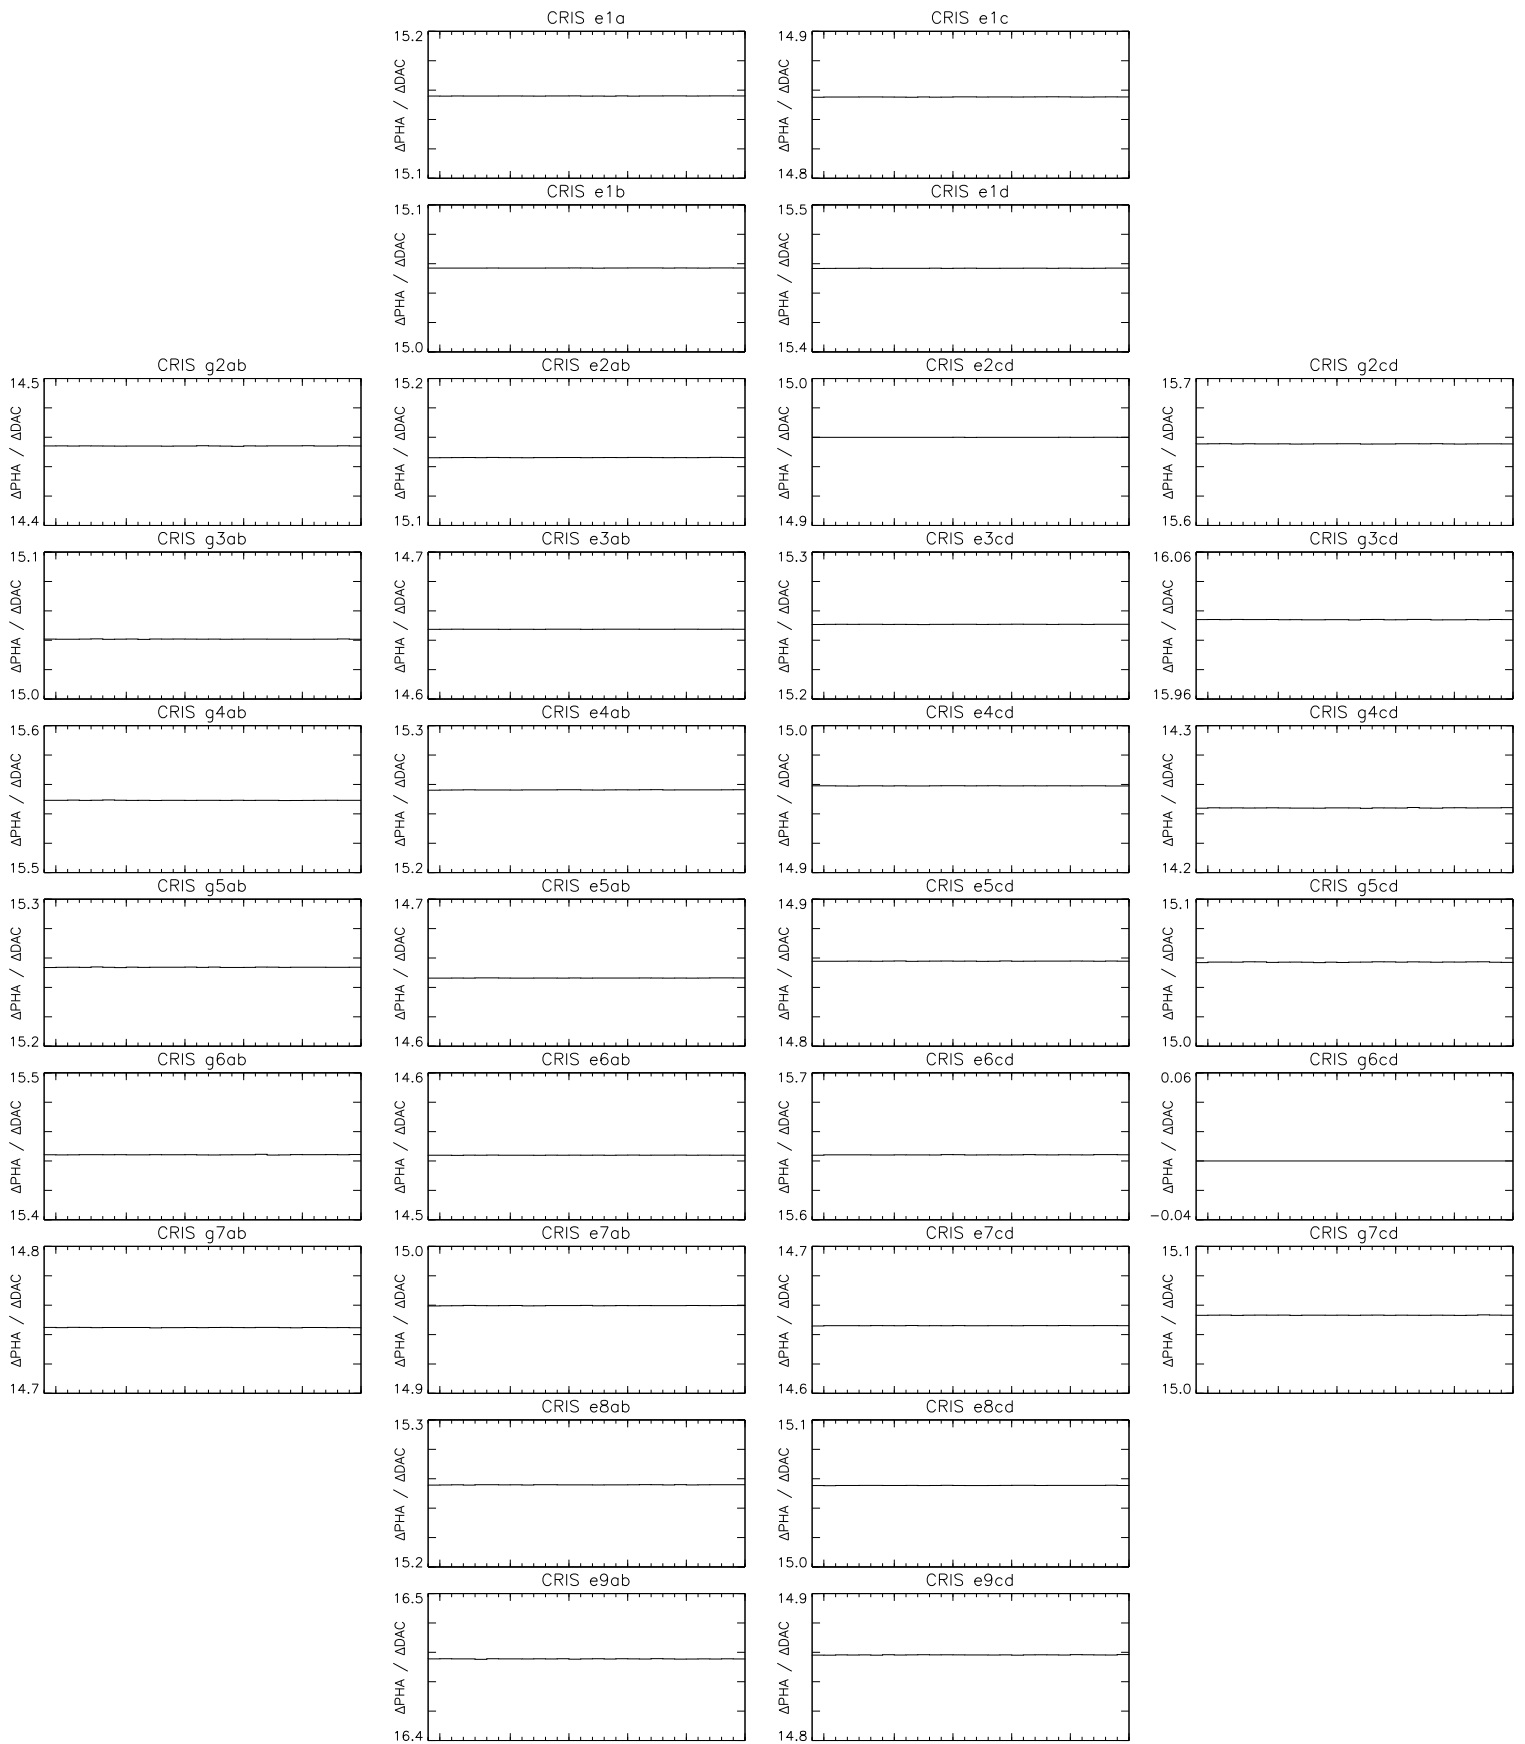 CRIS e1a
15.2
ΔPHA / ΔDAC
15.1
CRIS e1c
14.9
ΔPHA / ΔDAC
14.8
CRIS e1b
15.1
ΔPHA / ΔDAC
15.0
CRIS e1d
15.5
ΔPHA / ΔDAC
15.4
CRIS g2ab
14.5
ΔPHA / ΔDAC
14.4
CRIS e2ab
15.2
ΔPHA / ΔDAC
15.1
CRIS e2cd
15.0
ΔPHA / ΔDAC
14.9
CRIS g2cd
15.7
ΔPHA / ΔDAC
15.6
CRIS g3ab
15.1
ΔPHA / ΔDAC
15.0
CRIS e3ab
14.7
ΔPHA / ΔDAC
14.6
CRIS e3cd
15.3
ΔPHA / ΔDAC
15.2
CRIS g3cd
16.06
ΔPHA / ΔDAC
15.96
CRIS g4ab
15.6
ΔPHA / ΔDAC
15.5
CRIS e4ab
15.3
ΔPHA / ΔDAC
15.2
CRIS e4cd
15.0
ΔPHA / ΔDAC
14.9
CRIS g4cd
14.3
ΔPHA / ΔDAC
14.2
CRIS g5ab
15.3
ΔPHA / ΔDAC
15.2
CRIS e5ab
14.7
ΔPHA / ΔDAC
14.6
CRIS e5cd
14.9
ΔPHA / ΔDAC
14.8
CRIS g5cd
15.1
ΔPHA / ΔDAC
15.0
CRIS g6ab
15.5
ΔPHA / ΔDAC
15.4
CRIS e6ab
14.6
ΔPHA / ΔDAC
14.5
CRIS e6cd
15.7
ΔPHA / ΔDAC
15.6
CRIS g6cd
0.06
ΔPHA / ΔDAC
−0.04
CRIS g7ab
14.8
ΔPHA / ΔDAC
14.7
CRIS e7ab
15.0
ΔPHA / ΔDAC
14.9
CRIS e7cd
14.7
ΔPHA / ΔDAC
14.6
CRIS g7cd
15.1
ΔPHA / ΔDAC
15.0
CRIS e8ab
15.3
ΔPHA / ΔDAC
15.2
CRIS e8cd
15.1
ΔPHA / ΔDAC
15.0
CRIS e9ab
16.5
ΔPHA / ΔDAC
16.4
CRIS e9cd
14.9
ΔPHA / ΔDAC
14.8